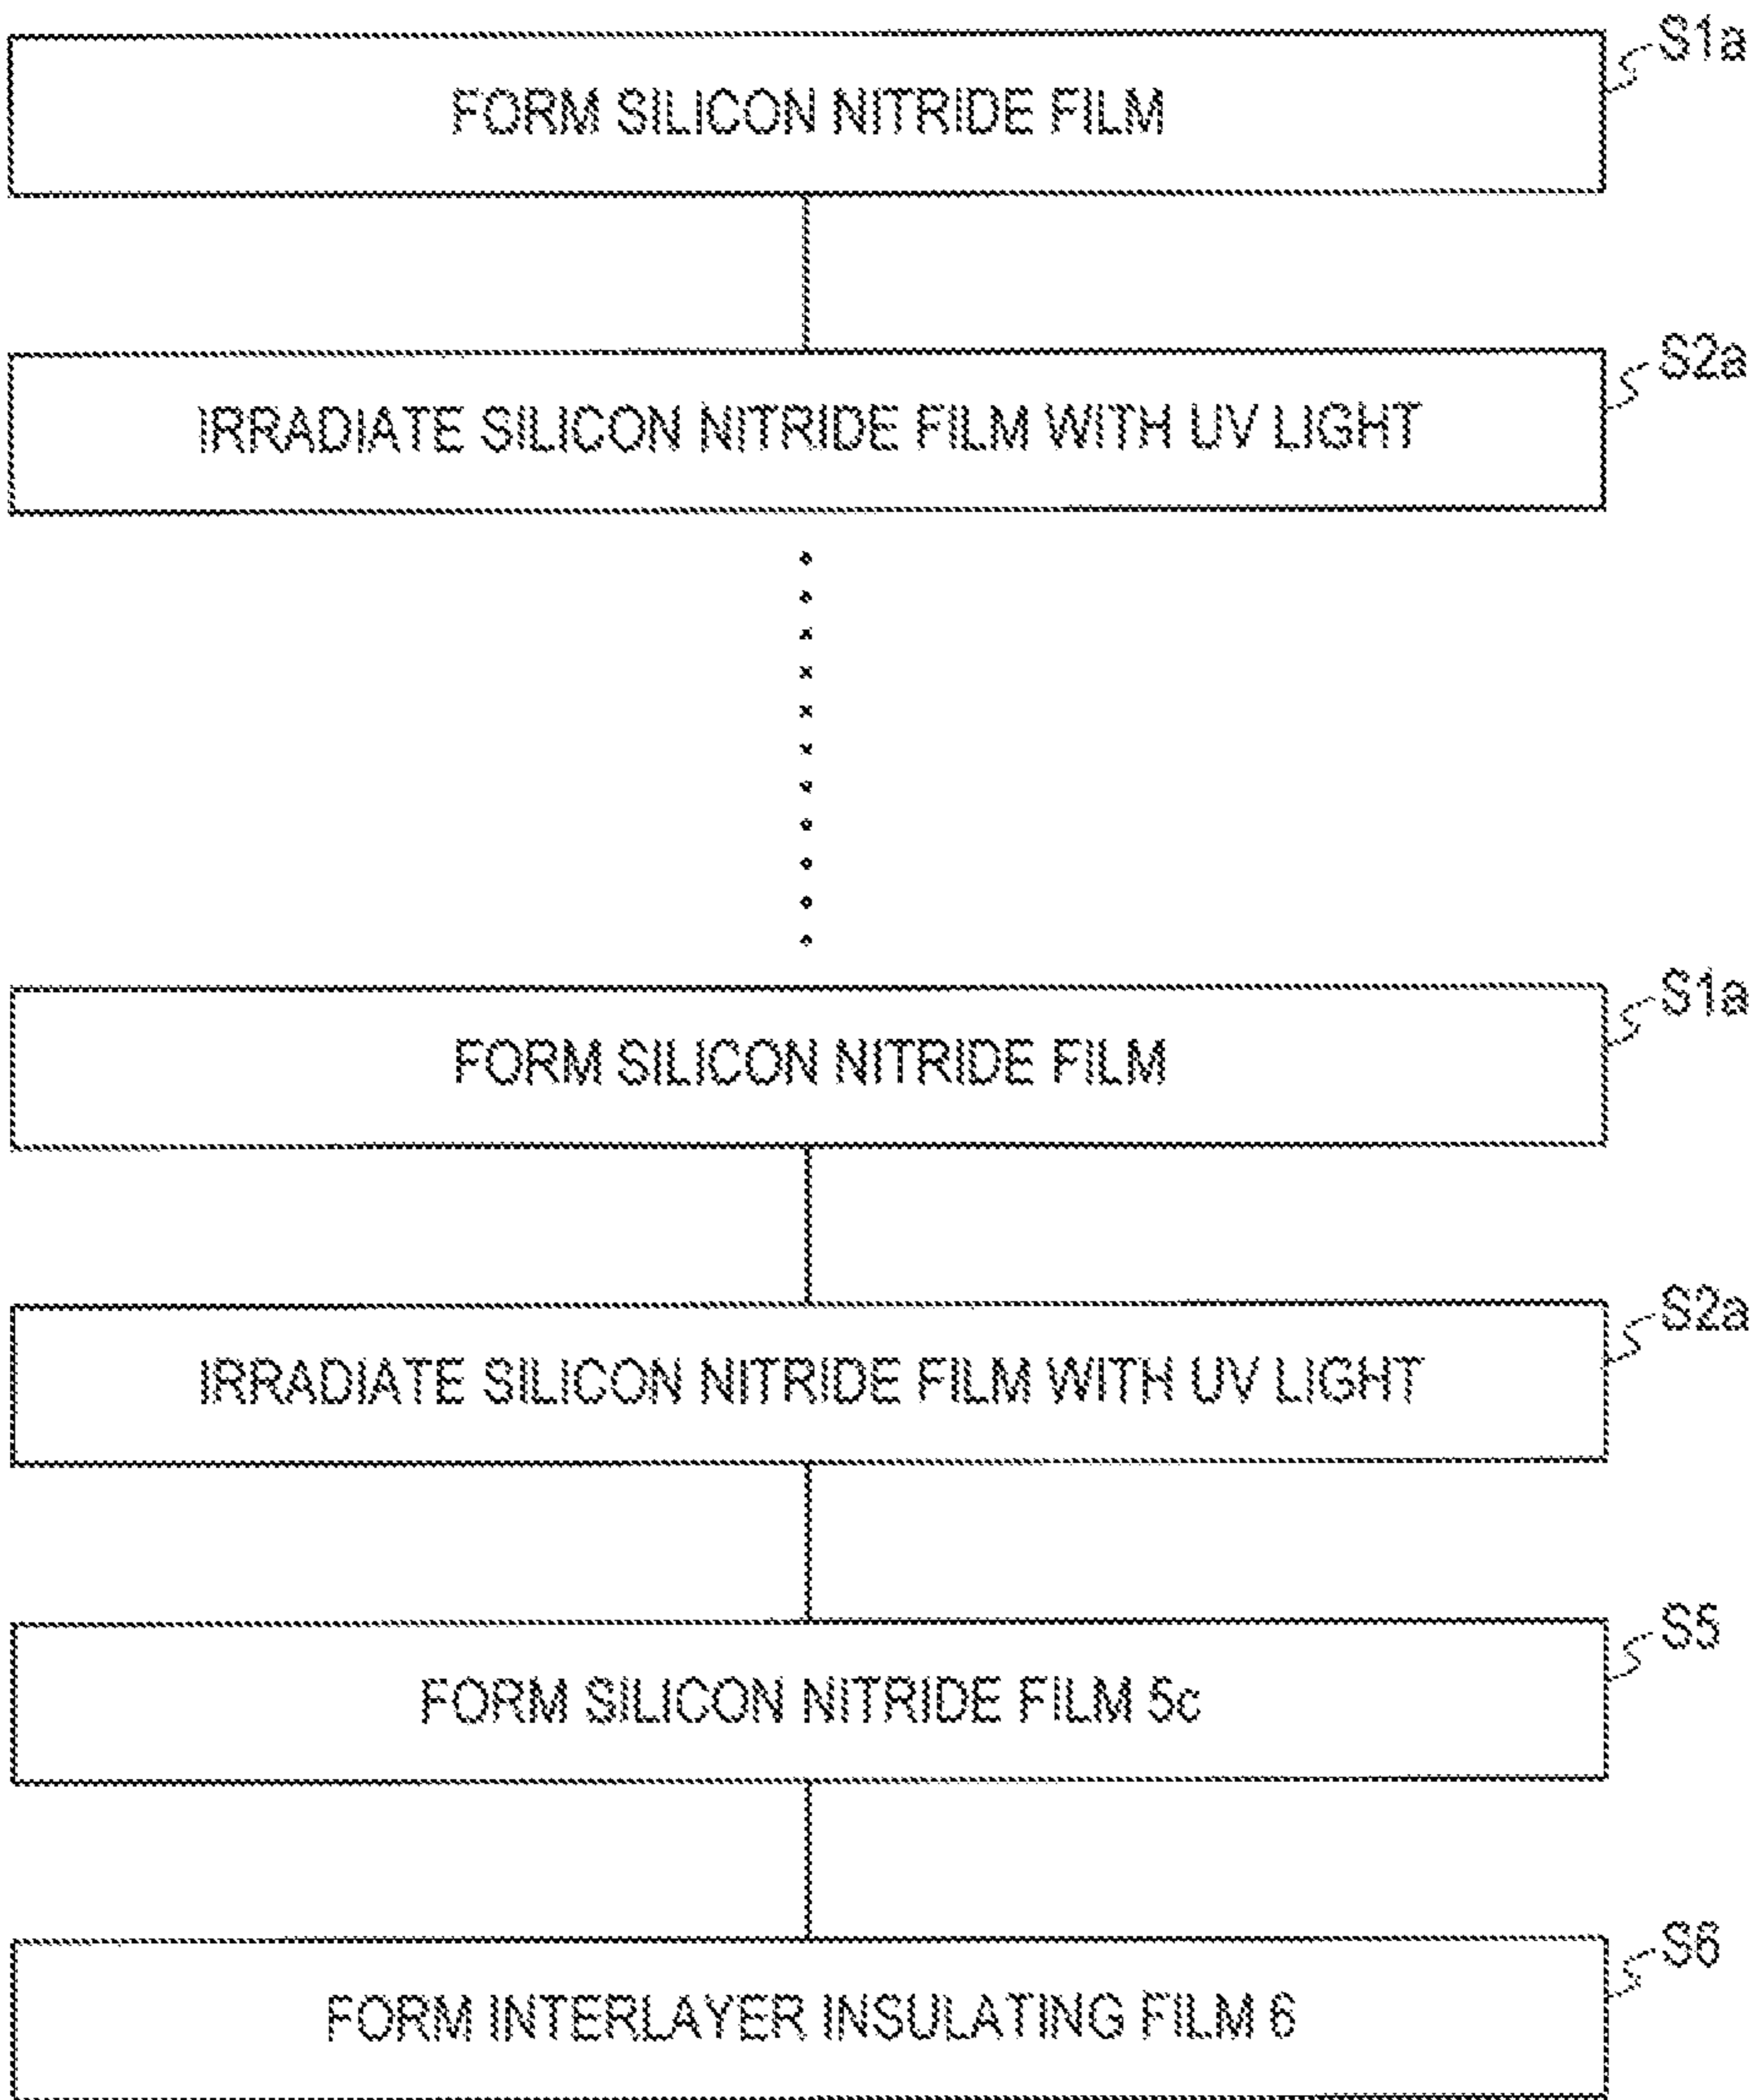 S1a
FORM SILICON NITRIDE FILM
S2a
IRRADIATE SILICON NITRIDE FILM WITH UV LIGHT
S1a
FORM SILICON NITRIDE FILM
S2a
IRRADIATE SILICON NITRIDE FILM WITH UV LIGHT
S5
FORM SILICON NITRIDE FILM 5c
S6
FORM INTERLAYER INSULATING FILM 6